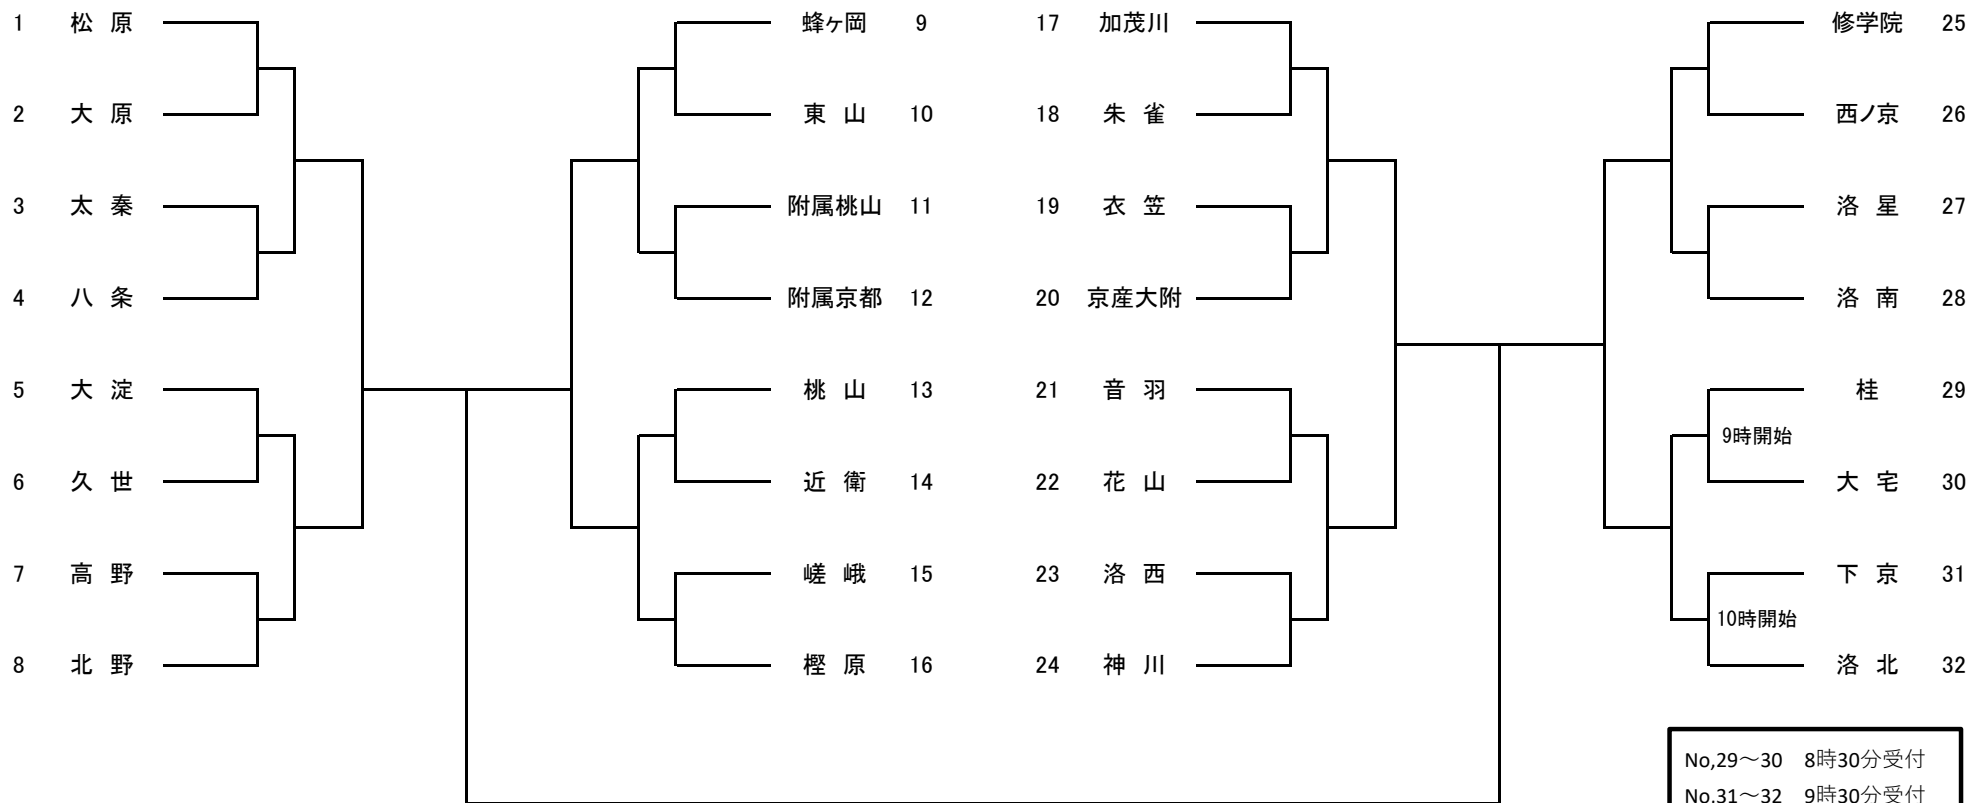 1 松 原 蜂ヶ岡 9 17 加茂川 修学院 25
2 大 原 東 山 10 18 朱 雀 西ノ京 26
3 太 秦 附属桃山 11 19 衣 笠 洛 星 27
4 八 条 附属京都 12 20 京産大附 洛 南 28
5 大 淀 桃 山 13 21 音 羽 桂 29
9時開始
6 久 世 近 衛 14 22 花 山 大 宅 30
7 高 野 嵯 峨 15 23 洛 西 下 京 31
10時開始
8 北 野 樫 原 16 24 神 川 洛 北 32
No,29～30 8時30分受付
No,31～32 9時30分受付